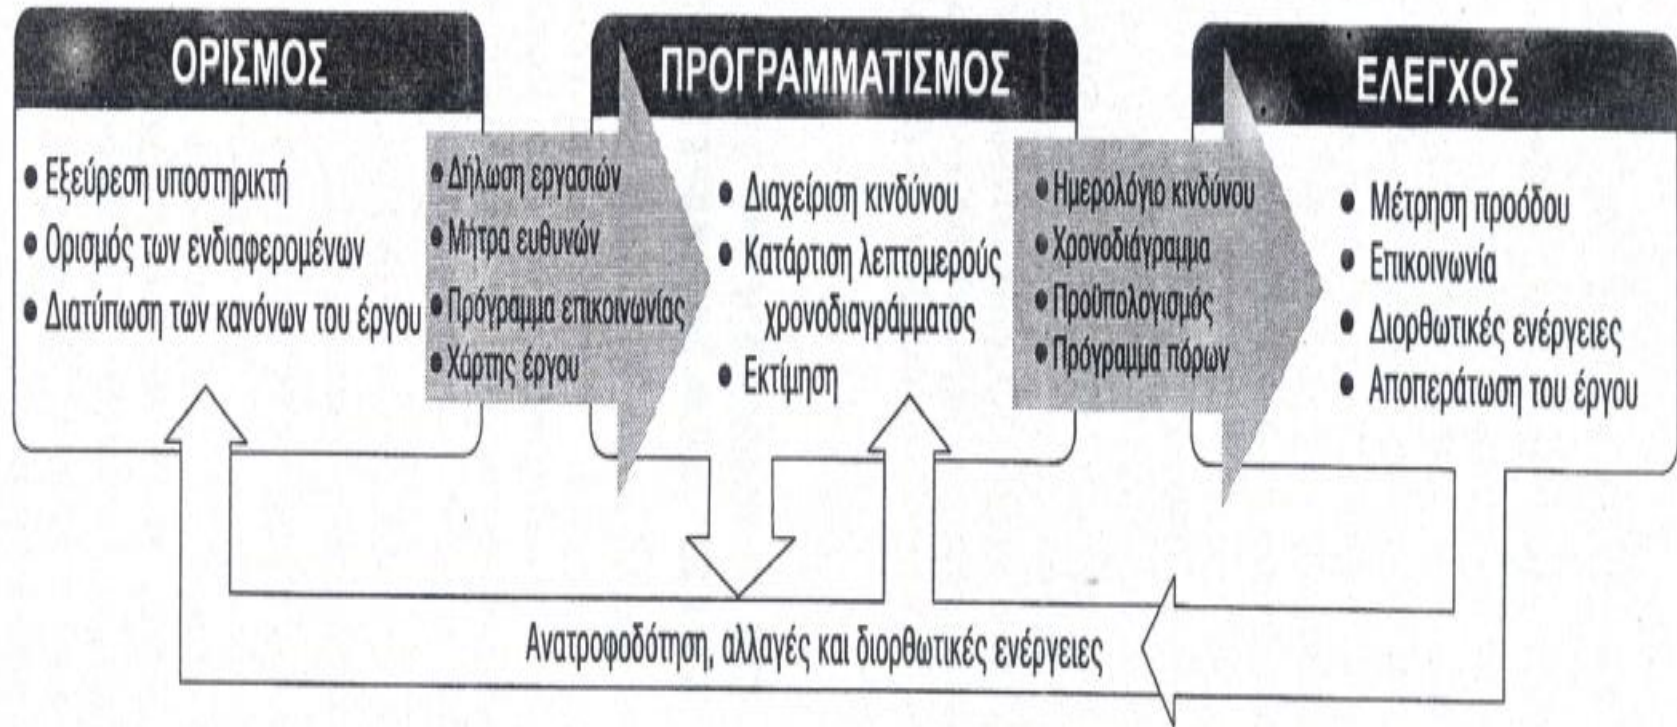 ΟΡΙΣΜΟΣ
• Εξεύρεση υποστηρικτή
• Ορισμός των ενδιαφερομένων
• Διατύπωση των κανόνων του έργου
• Δήλωση εργασιών
• Μήτρα ευθυνών
• Πρόγραμμα επικοινωνίας
• Χάρτης έργου
ΠΡΟΓΡΑΜΜΑΤΙΣΜΟΣ
• Διαχείριση κινδύνου
• Κατάρτιση λεπτομερούς
χρονοδιαγράμματος
• Εκτίμηση
• Ημερολόγιο κινδύνου
• Χρονοδιάγραμμα
• Προϋπολογισμός
• Πρόγραμμα πόρων
ΕΛΕΓΧΟΣ
• Μέτρηση προόδου
• Επικοινωνία
• Διορθωτικές ενέργειες
• Αποπεράτωση του έργου
Ανατροφοδότηση, αλλαγές και διορθωτικές ενέργειες